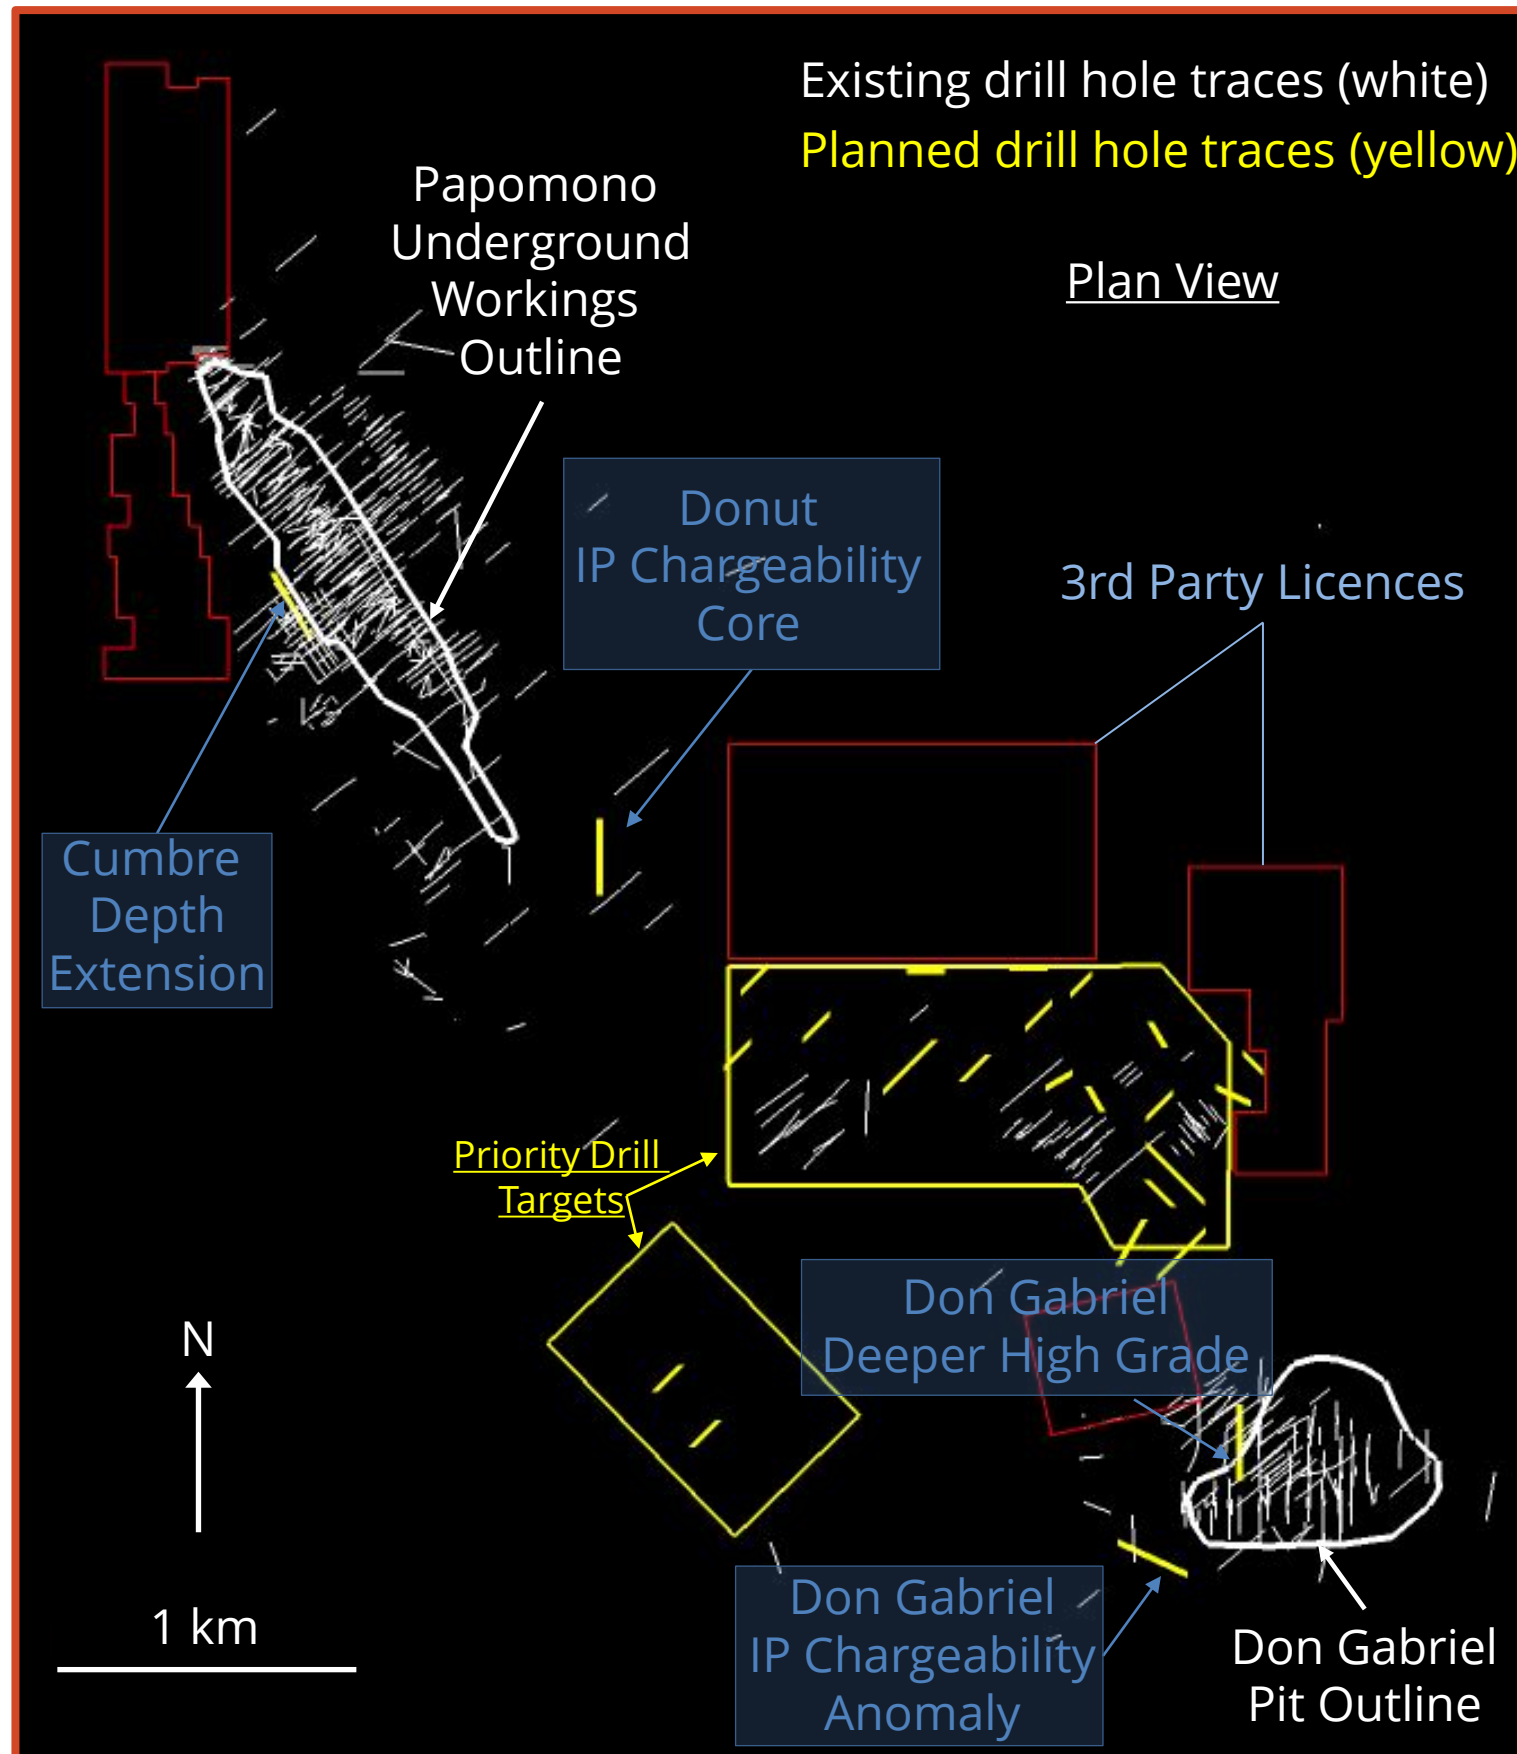 Existing drill hole traces (white)
Planned drill hole traces (yellow)
Plan View
Papomono
Underground
Workings
Outline
Donut
IP Chargeability
Core
3rd Party Licences
Cumbre
Depth
Extension
Priority Drill
Targets
Don Gabriel
Deeper High Grade
N
1 km
Don Gabriel
IP Chargeability
Anomaly
Don Gabriel
Pit Outline